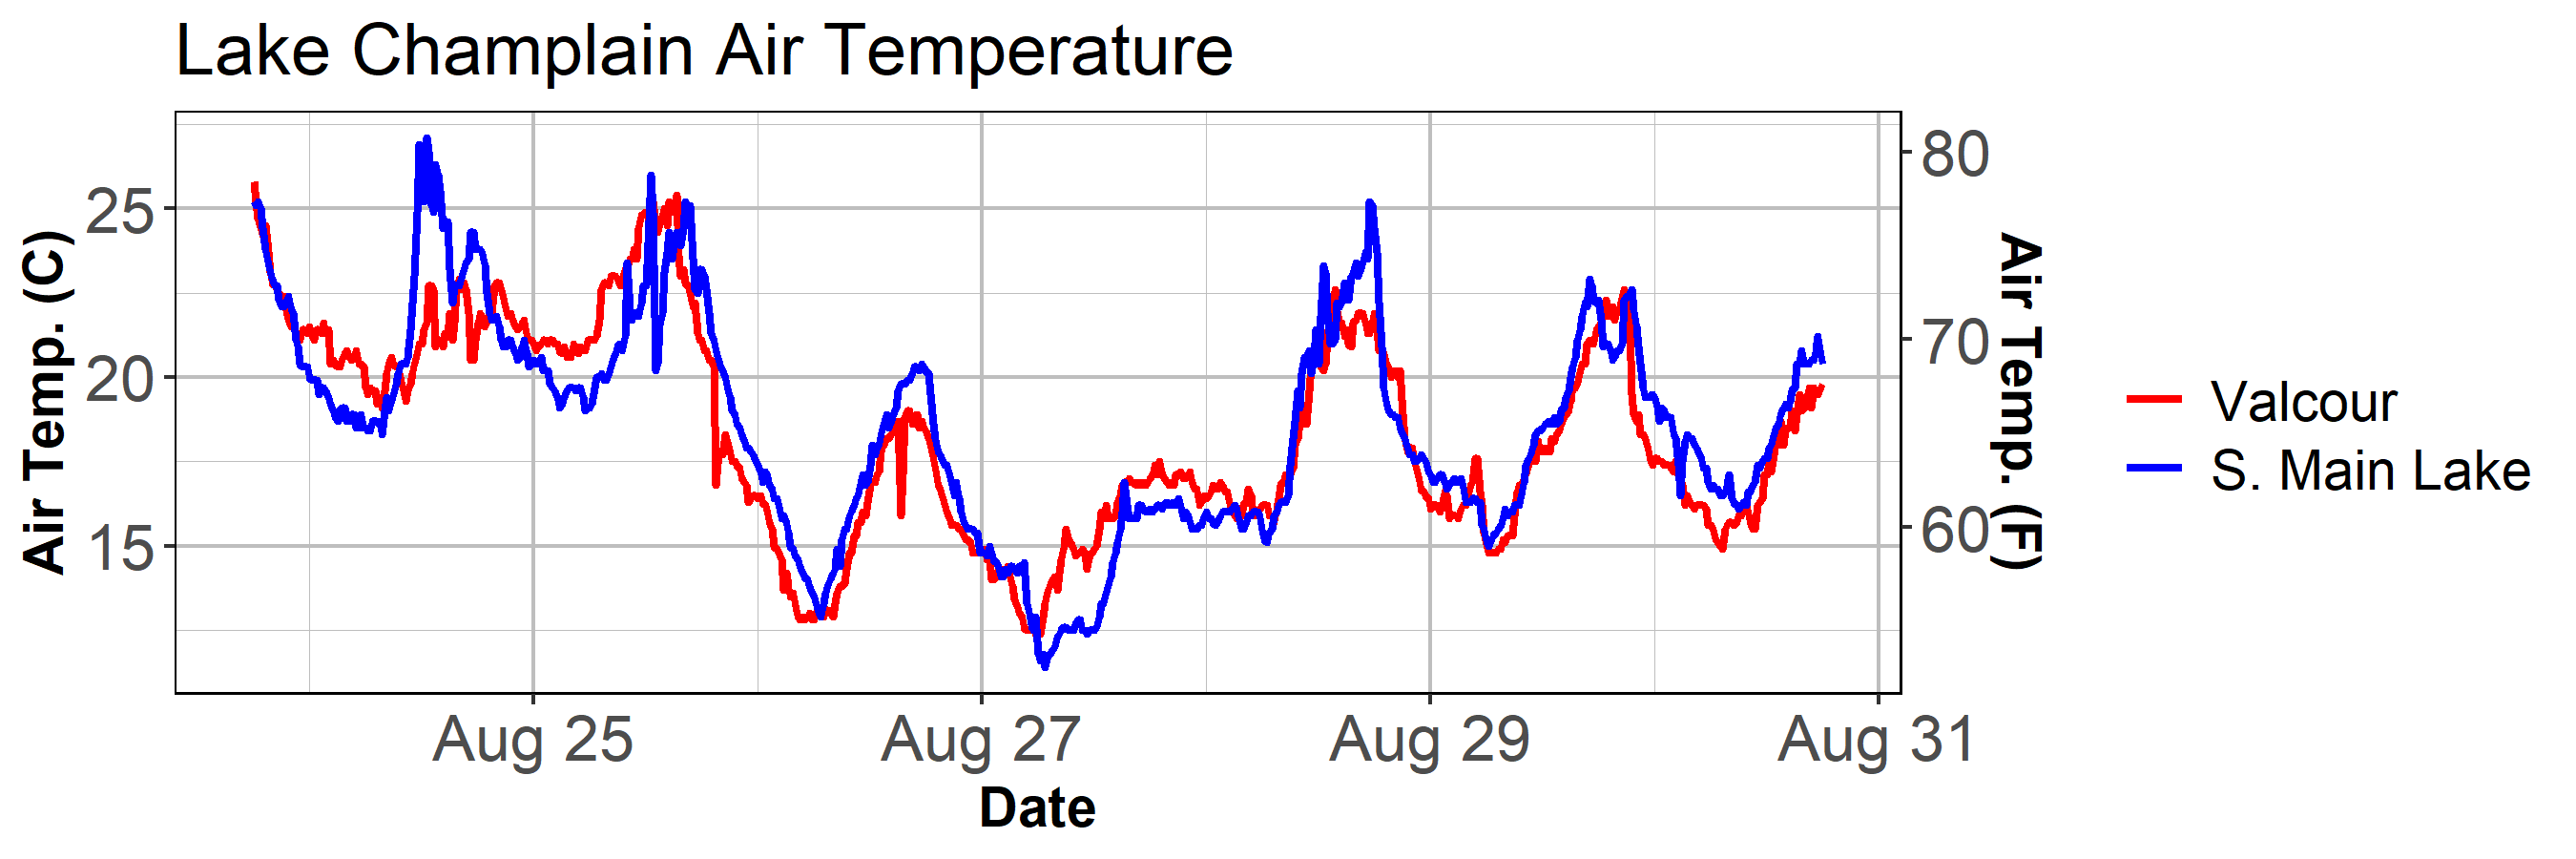 Lake Champlain Air Temperature
Air Temp. (C)
25
20
15
80
70
60
Air Temp. (F)
Valcour
S. Main Lake
Aug 25
Aug 27
Aug 29
Aug 31
Date